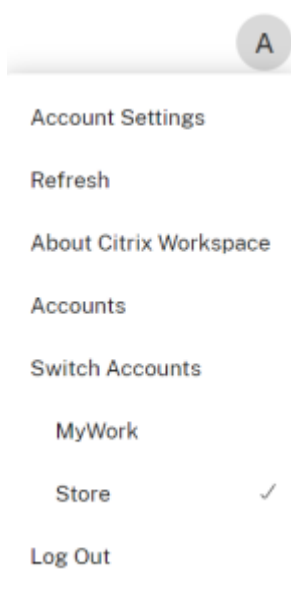 A
Account Settings
Refresh
About Citrix Workspace
Accounts
Switch Accounts
MyWork
Store
Log Out